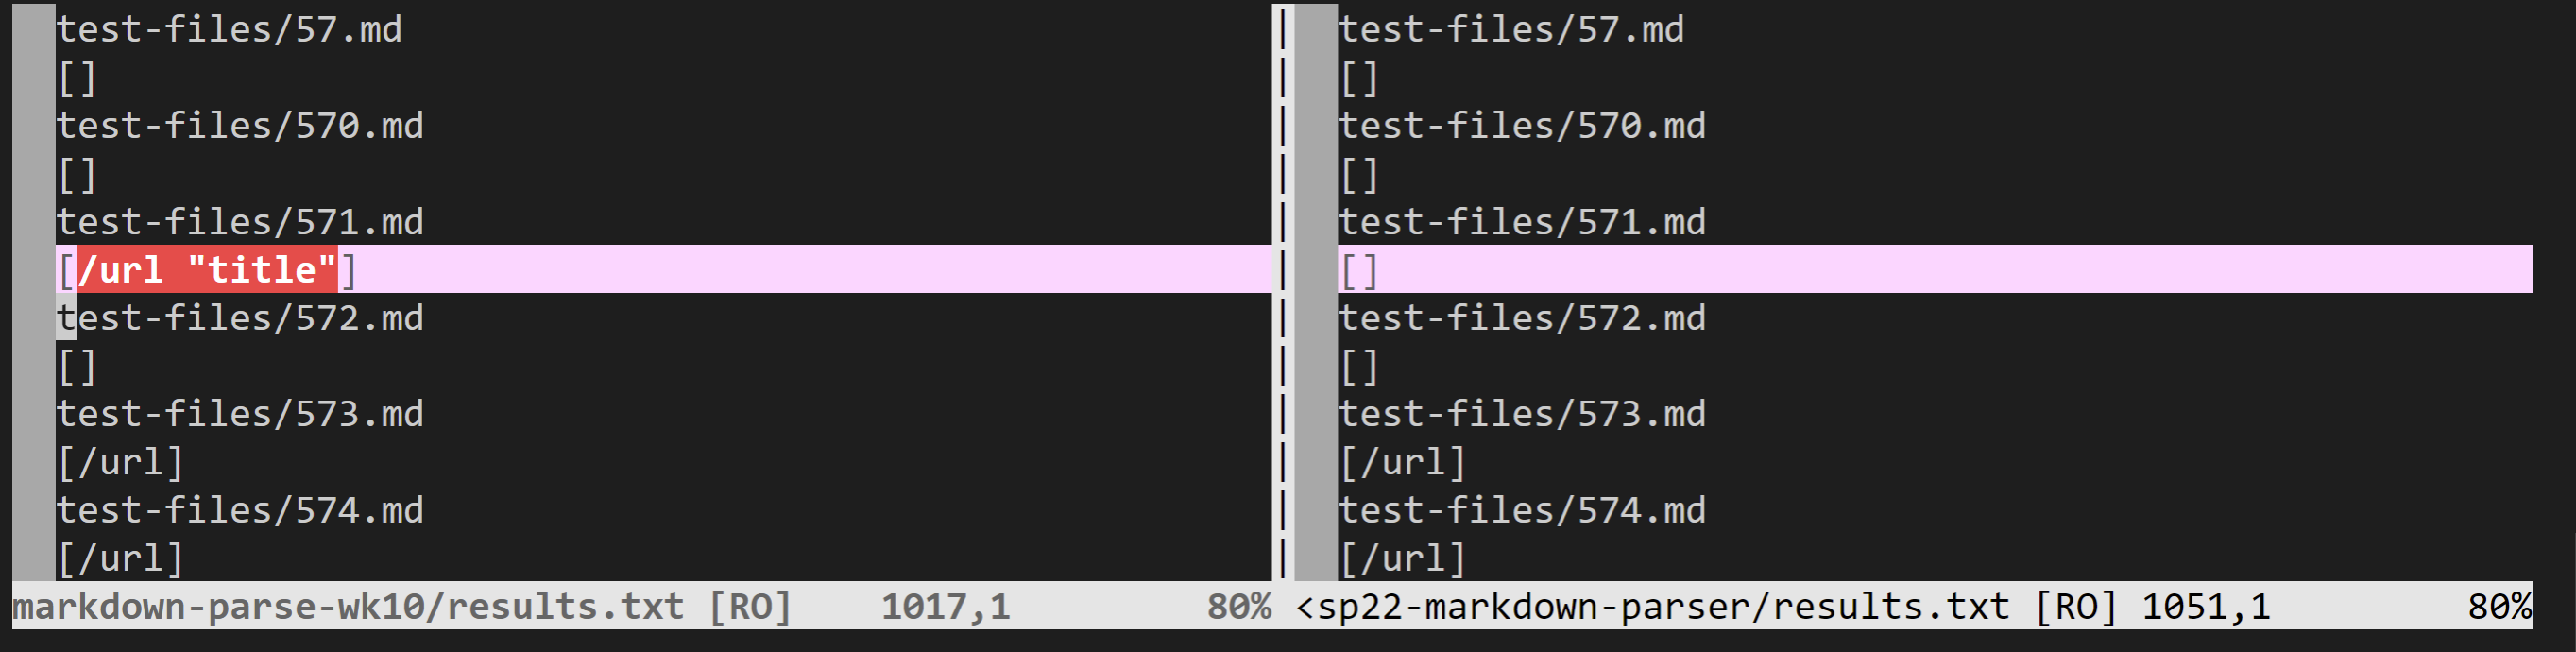 test-files/57.md | test-files/57.md
[] | []
test-files/570.md | test-files/570.md
[] | []
test-files/571.md | test-files/571.md
[/url "title"] | []
test-files/572.md | test-files/572.md
[] | []
test-files/573.md | test-files/573.md
[/url] | [/url]
test-files/574.md | test-files/574.md
[/url] | [/url]
markdown-parse-wk10/results.txt [RO] 1017,1 80% <sp22-markdown-parser/results.txt [RO] 1051,1 80%